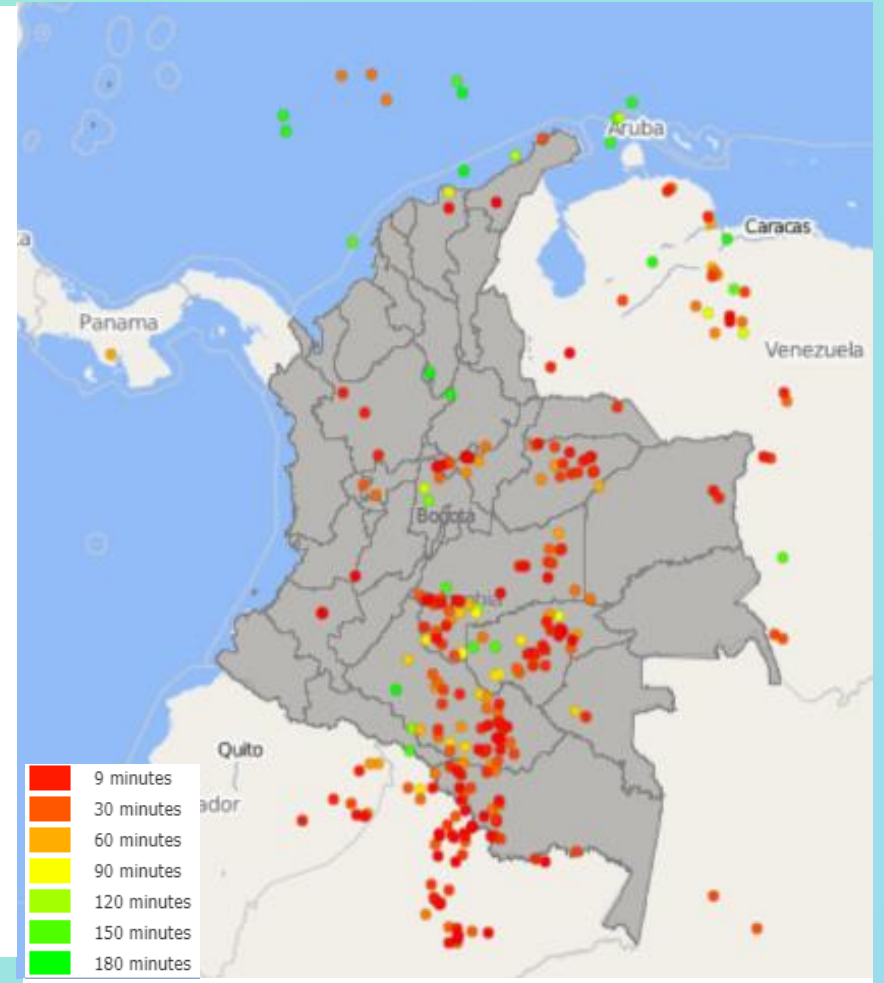 Aruba
Caracas
Panama
Venezuela
Bogota
Quito
9 minutes
30 minutes
60 minutes
90 minutes
120 minutes
150 minutes
180 minutes